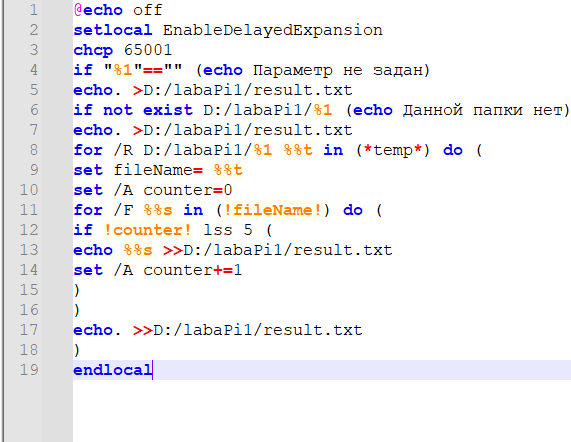 1 @echo off
2 setlocal EnableDelayedExpansion
3 chcp 65001
4 if "%1"=="" (echo Параметр не задан)
5 echo. >D:/labaPi1/result.txt
6 if not exist D:/labaPi1/%1 (echo Данной папки нет)
7 echo. >D:/labaPi1/result.txt
8 for /R D:/labaPi1/%1 %%t in (*temp*) do (
9 set fileName= %%t
10 set /A counter=0
11 for /F %%s in (!fileName!) do (
12 if !counter! lss 5 (
13 echo %%s >>D:/labaPi1/result.txt
14 set /A counter+=1
15 )
16 )
17 echo. >>D:/labaPi1/result.txt
18 )
19 endlocal